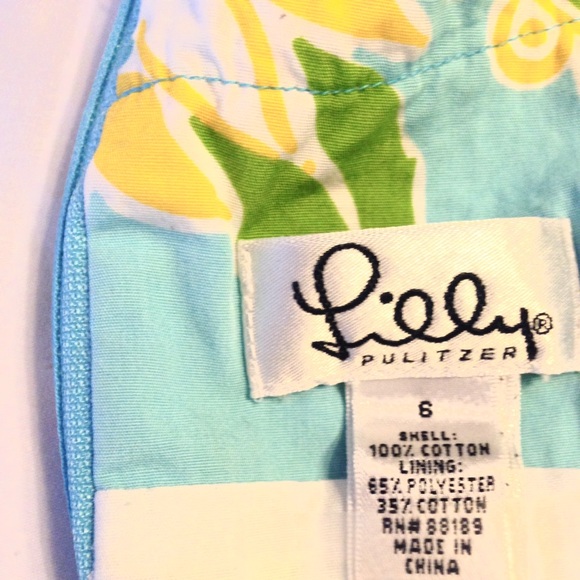 Lilly®
PULITZER
6
SHELL:
100% COTTON
LINING:
65% POLYESTER
35% COTTON
RN# 88189
MADE IN
CHINA